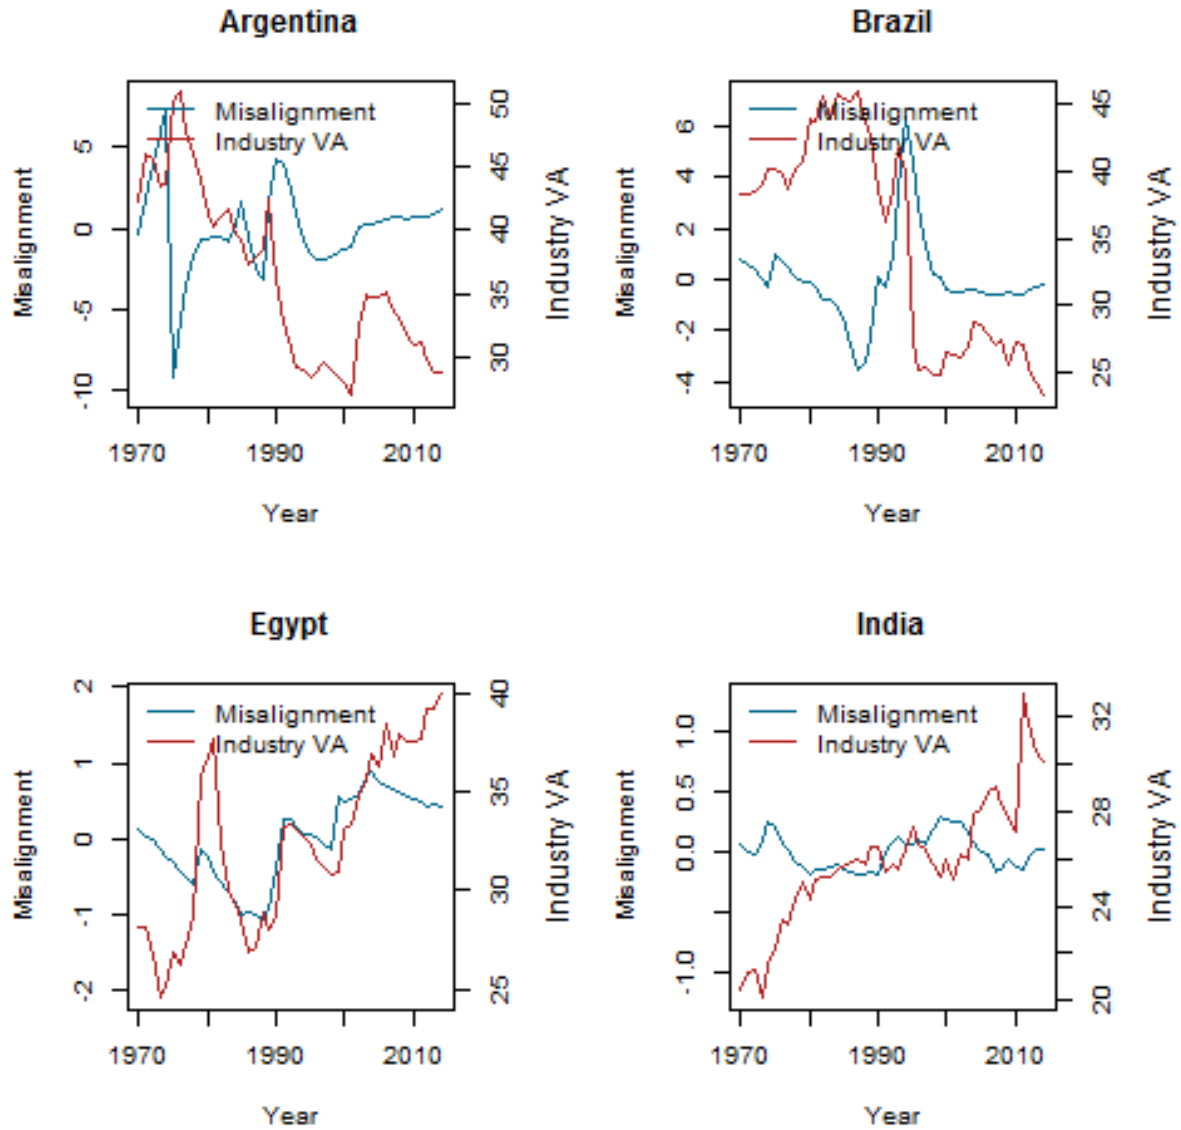 Argentina
Misalignment
Industry VA
Misalignment
5
0
-5
-10
Industry VA
50
45
40
35
30
1970
1990
2010
Year
Brazil
Misalignment
Industry VA
Misalignment
6
4
2
0
-2
-4
Industry VA
45
40
35
30
25
1970
1990
2010
Year
Egypt
Misalignment
Industry VA
Misalignment
2
1
0
-1
-2
Industry VA
40
35
30
25
1970
1990
2010
Year
India
Misalignment
Industry VA
Misalignment
1.0
0.5
0.0
-1.0
Industry VA
32
28
24
20
1970
1990
2010
Year